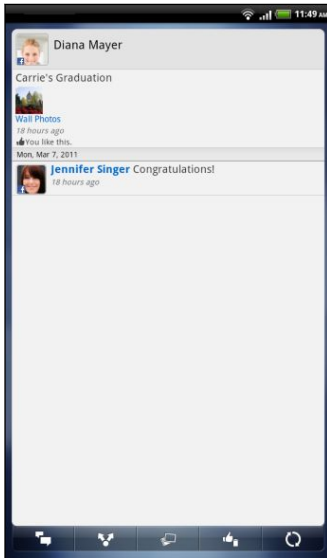 11:49 AM
Diana Mayer
Carrie's Graduation
Wall Photos
18 hours ago
You like this.
Mon, Mar 7, 2011
Jennifer Singer Congratulations!
18 hours ago